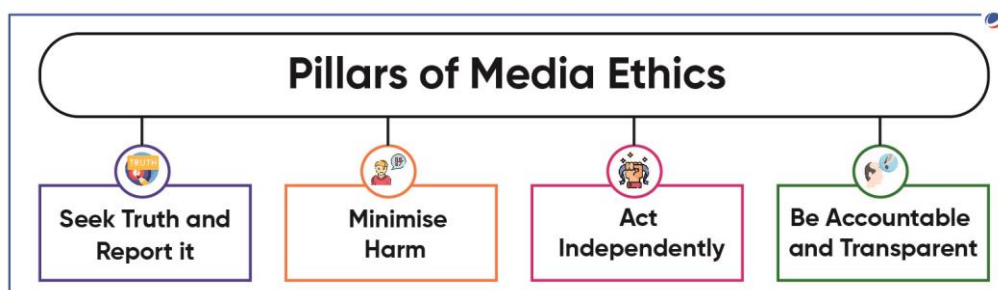 Pillars of Media Ethics
TRUTH
Seek Truth and
Report it
Minimise
Harm
Act
Independently
Be Accountable
and Transparent